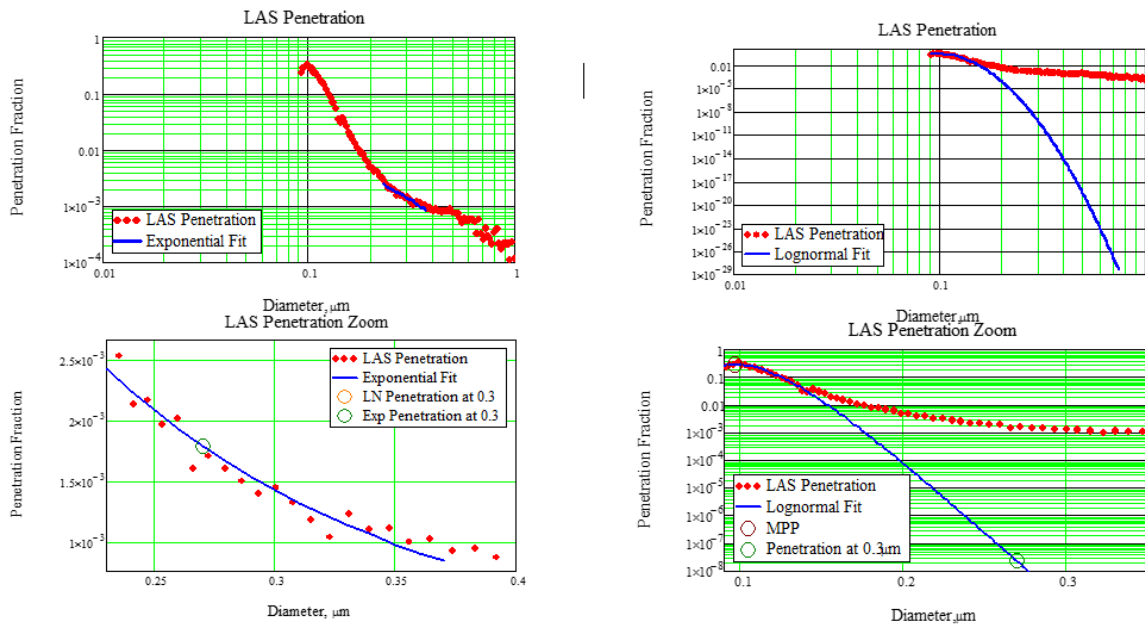 LAS Penetration
Penetration Fraction
1
0.1
0.01
1×10⁻³
1×10⁻⁴
0.01
0.1
1
LAS Penetration
Exponential Fit
Diameter, μm
LAS Penetration
Penetration Fraction
0.01
1×10⁻⁵
1×10⁻⁸
1×10⁻¹¹
1×10⁻¹⁴
1×10⁻¹⁷
1×10⁻²⁰
1×10⁻²³
1×10⁻²⁶
1×10⁻²⁹
0.01
0.1
LAS Penetration
Lognormal Fit
Diameter,μm
LAS Penetration Zoom
Penetration Fraction
2.5×10⁻³
2×10⁻³
1.5×10⁻³
1×10⁻³
0.25
0.3
0.35
0.4
LAS Penetration
Exponential Fit
LN Penetration at 0.3
Exp Penetration at 0.3
Diameter, μm
LAS Penetration Zoom
Penetration Fraction
1
0.1
0.01
1×10⁻³
1×10⁻⁴
1×10⁻⁵
1×10⁻⁶
1×10⁻⁷
1×10⁻⁸
0.1
0.2
0.3
LAS Penetration
Lognormal Fit
MPP
Penetration at 0.3μm
Diameter,μm